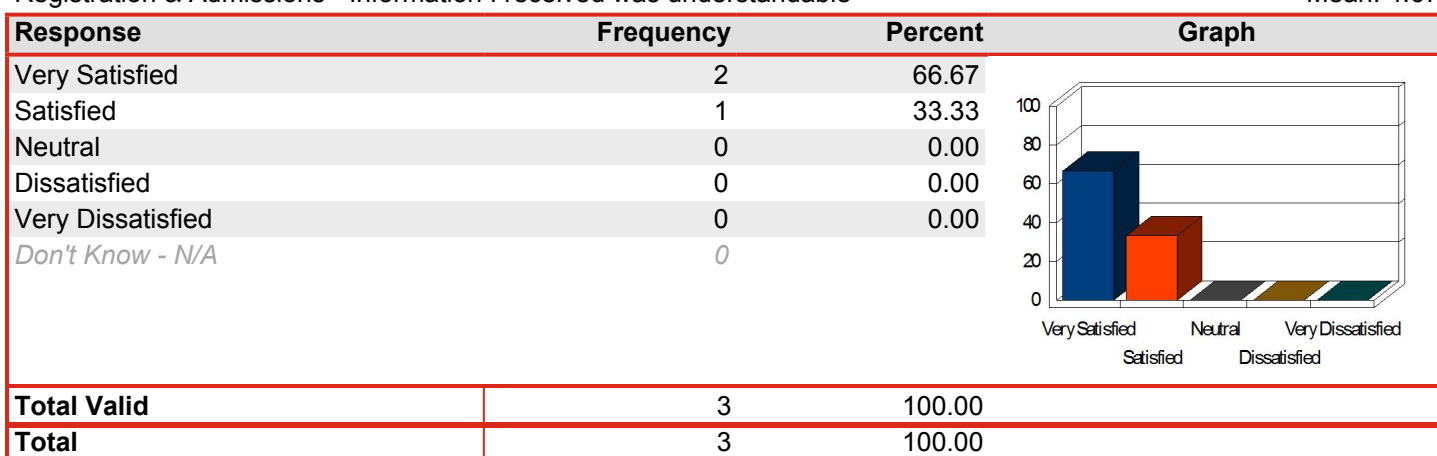 Response Frequency Percent Graph
Very Satisfied 2 66.67
Satisfied 1 33.33
Neutral 0 0.00
Dissatisfied 0 0.00
Very Dissatisfied 0 0.00
Don't Know - N/A 0
100
80
60
40
20
0
Very Satisfied Neutral Very Dissatisfied
Satisfied Dissatisfied
Total Valid 3 100.00
Total 3 100.00